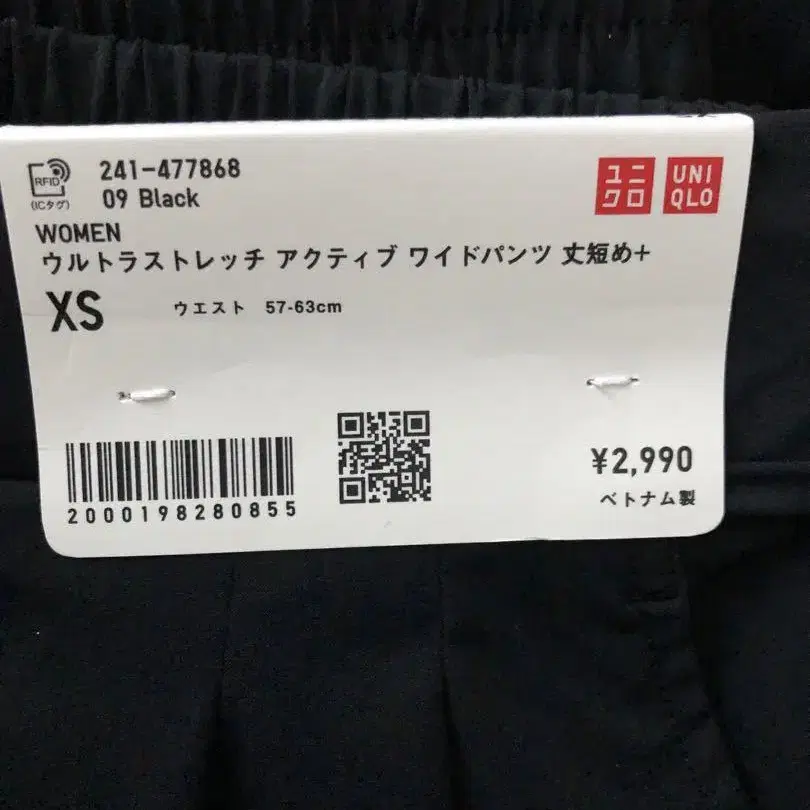 RFID
(ICタグ)
241-477868
09 Black
ユニクロ
UNIQLO
WOMEN
ウルトラストレッチ アクティブ ワイドパンツ 丈短め+
XS
ウエスト 57-63cm
2000198280855
¥2,990
ベトナム製